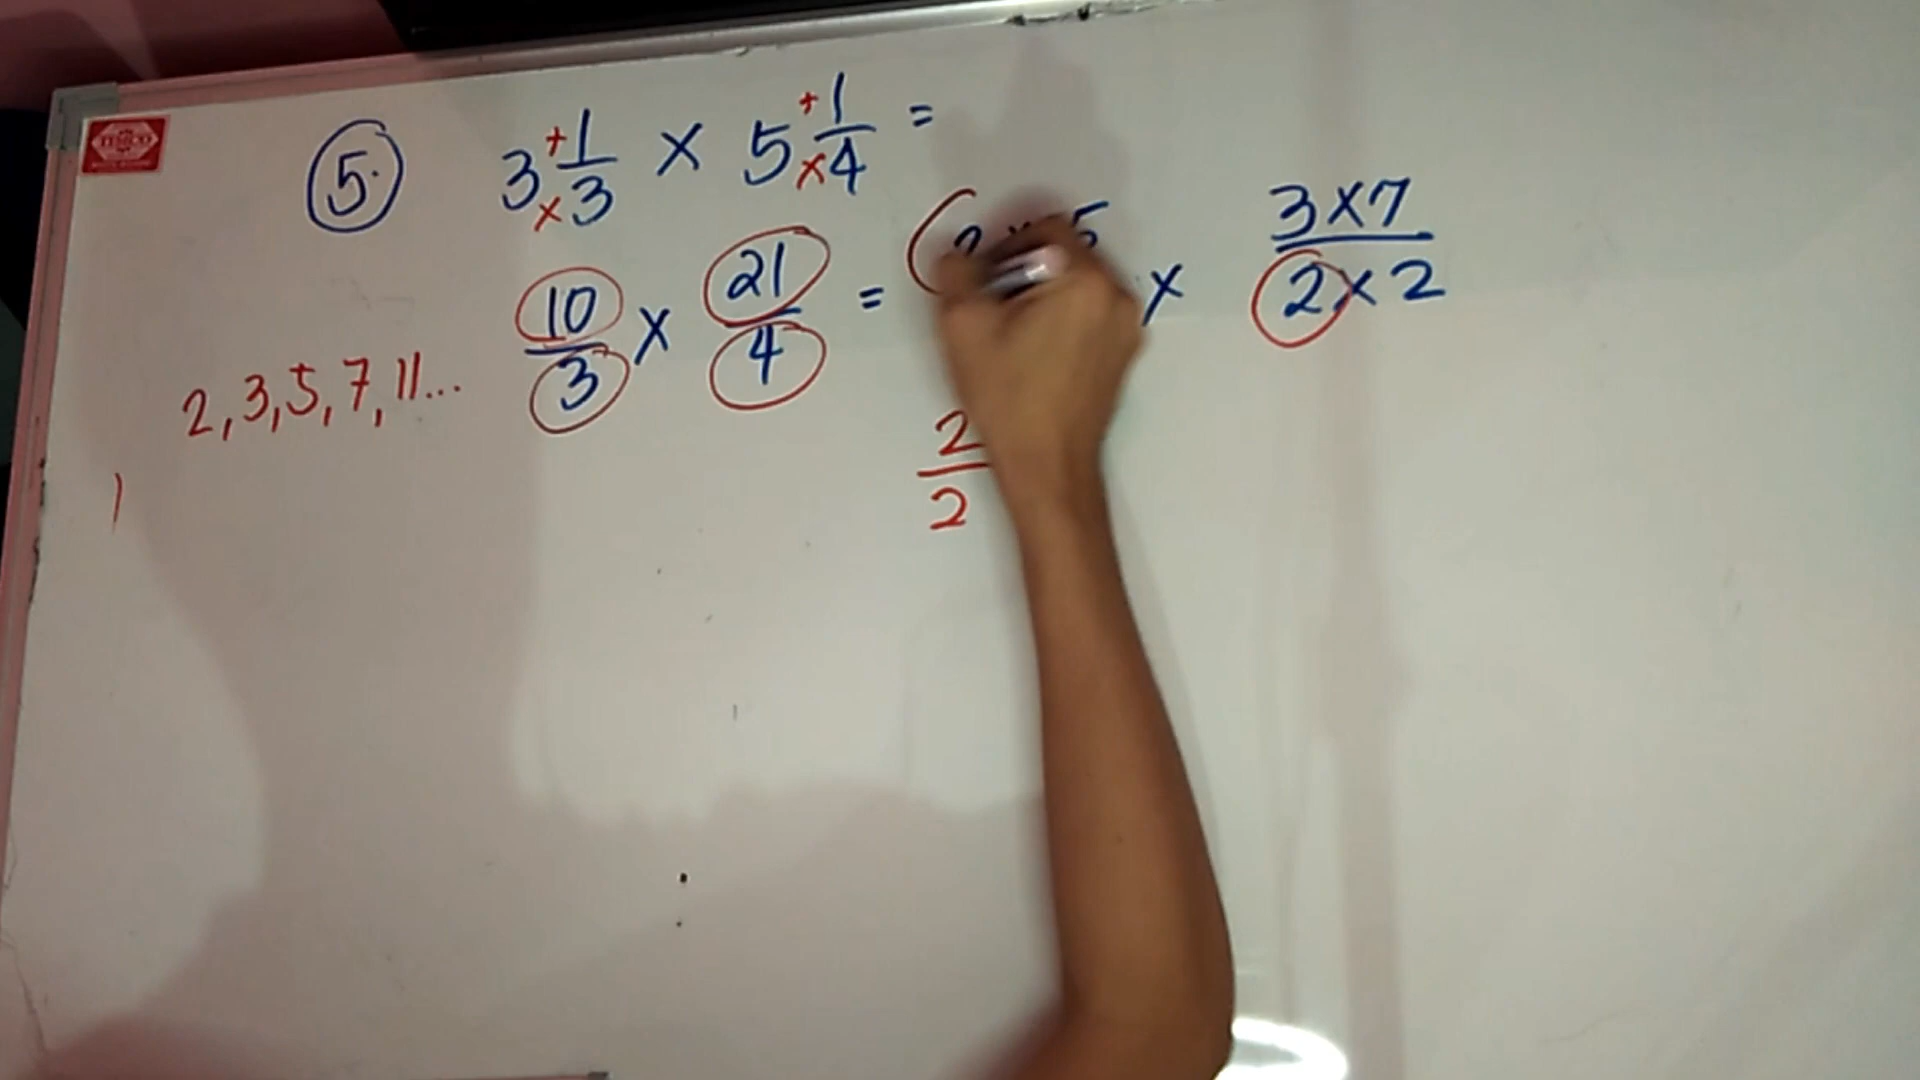 5. 3 1/3 × 5 1/4 =
10/3 × 21/4 = × 3×7/2×2
2, 3, 5, 7, 11...
2/2
1